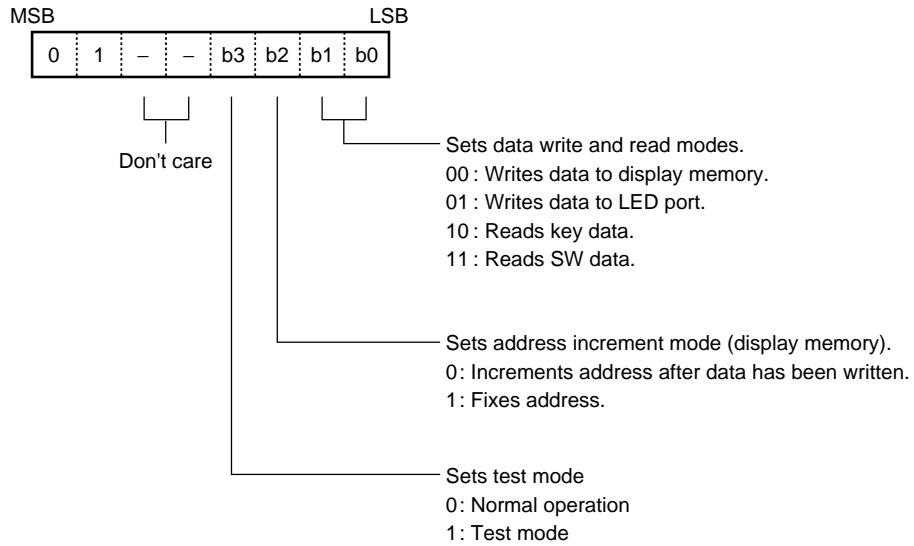 MSB LSB
0 1 – – b3 b2 b1 b0
Don't care
Sets data write and read modes.
00 : Writes data to display memory.
01 : Writes data to LED port.
10 : Reads key data.
11 : Reads SW data.
Sets address increment mode (display memory).
0: Increments address after data has been written.
1: Fixes address.
Sets test mode
0: Normal operation
1: Test mode